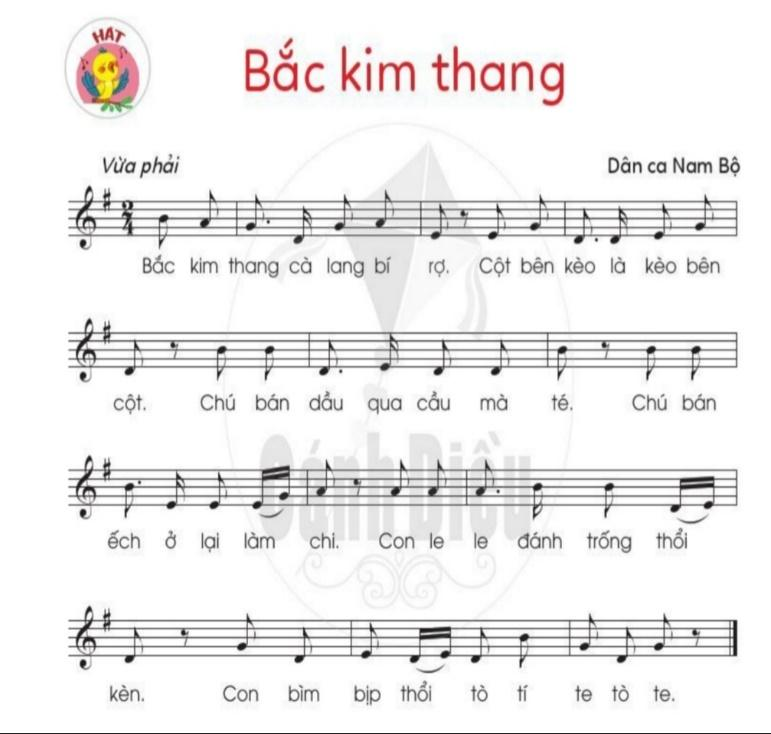 HÁT
Bắc kim thang
Vừa phải
Dân ca Nam Bộ
2
4
Bắc kim thang cà lang bí rợ. Cột bên kèo là kèo bên
cột. Chú bán dầu qua cầu mà té. Chú bán
Cánh Diều
ếch ở lại làm chi. Con le le đánh trống thổi
kèn. Con bìm bịp thổi tò tí te tò te.